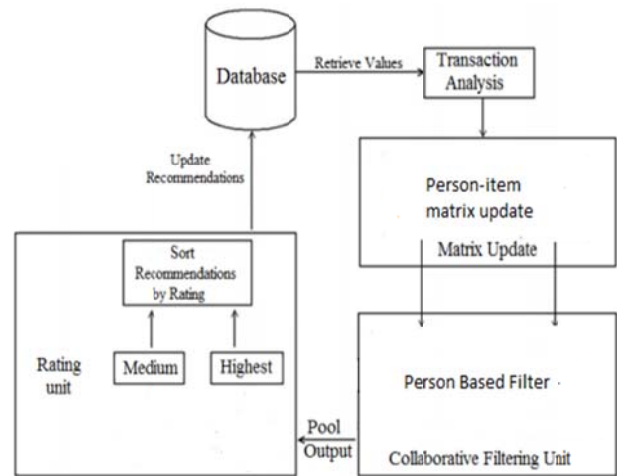 Database
Retrieve Values
Transaction
Analysis
Person-item
matrix update
Matrix Update
Update
Recommendations
Sort
Recommendations
by Rating
Medium
Highest
Rating
unit
Person Based Filter
Collaborative Filtering Unit
Pool
Output